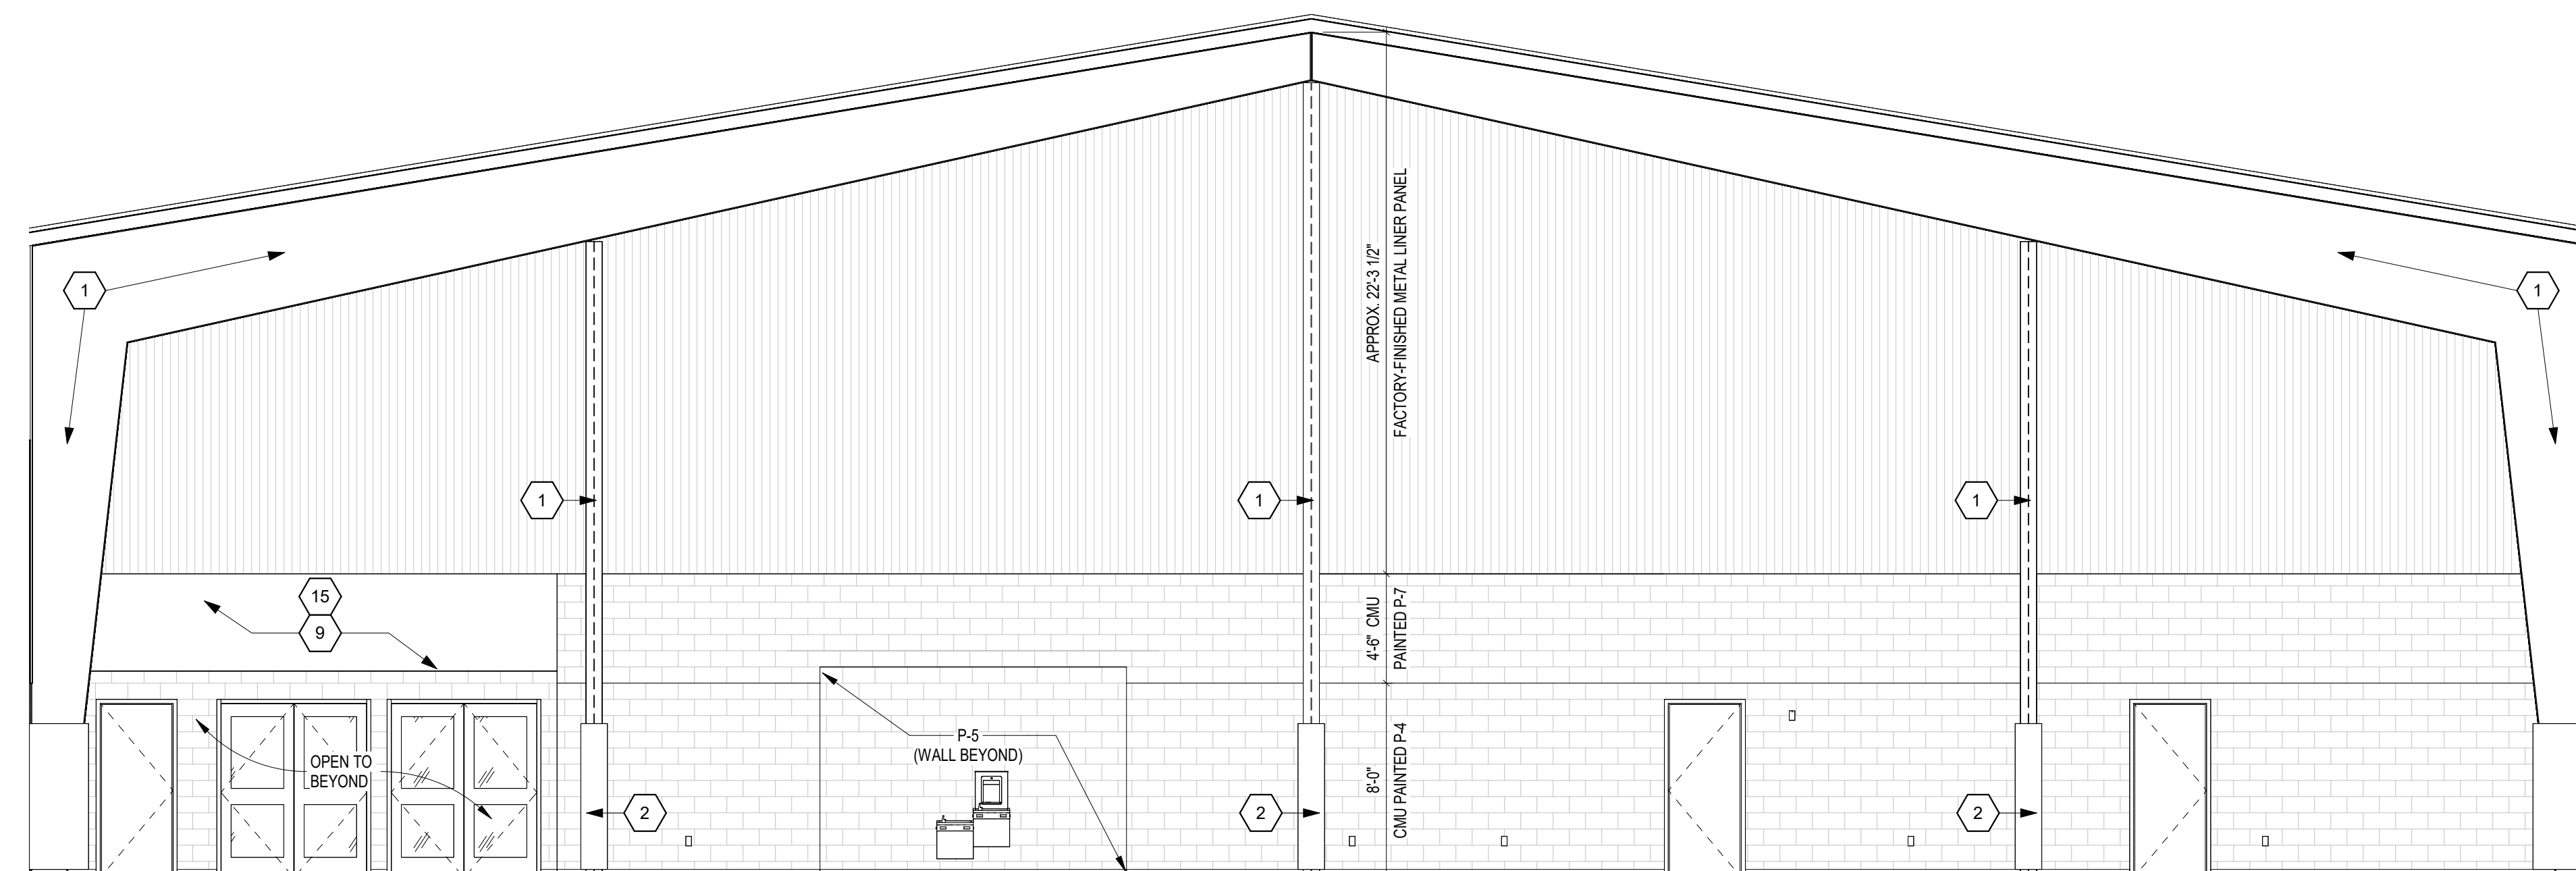 APPROX. 22'-3 1/2"
FACTORY-FINISHED METAL LINER PANEL
1
1
1
1
1
15
9
4'-6" CMU
PAINTED P-7
P-5
(WALL BEYOND)
OPEN TO
BEYOND
8'-0"
CMU PAINTED P-4
2
2
2